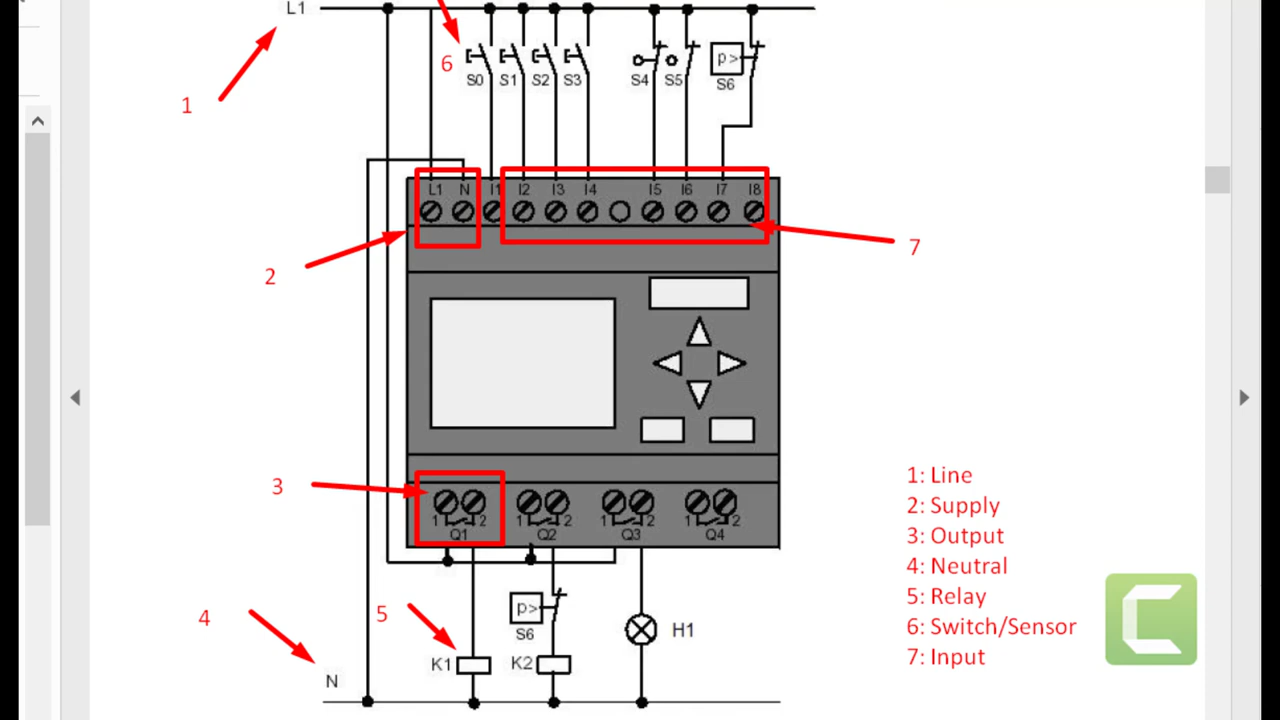 L1
6
S0 S1 S2 S3 S4 S5 p> S6
1
L1 N I1 I2 I3 I4 I5 I6 I7 I8
2
7
3
1 2 1 2 1 2 1 2
Q1 Q2 Q3 Q4
1: Line
2: Supply
3: Output
4: Neutral
5: Relay
6: Switch/Sensor
7: Input
4
5
p>
S6
H1
K1 K2
N